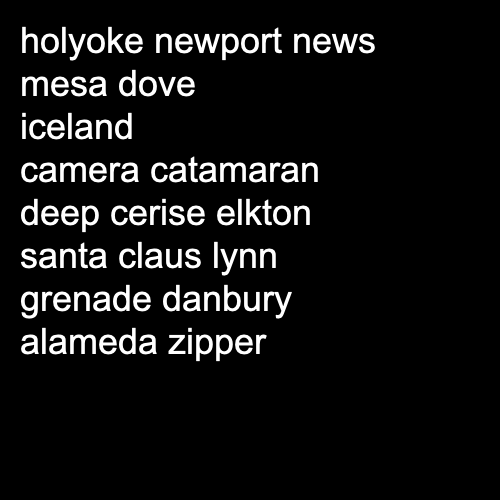 holyoke newport news
mesa dove
iceland
camera catamaran
deep cerise elkton
santa claus lynn
grenade danbury
alameda zipper